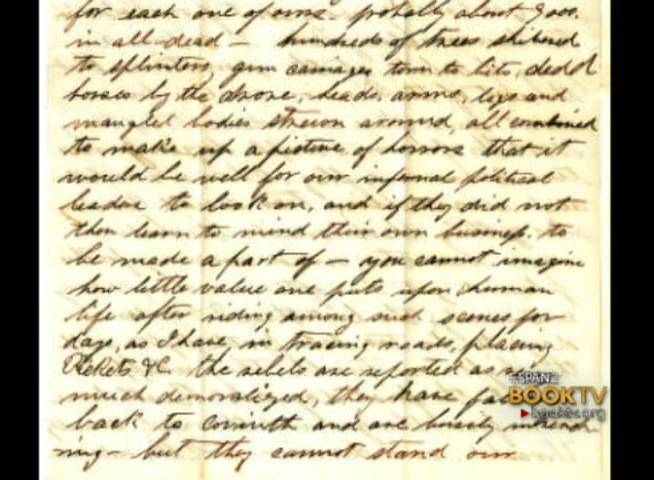 for each one of ours. probally about 900.
in all dead — hundreds of trees shivered
to splinters, gun carriages torn to bits, dead
horses by the drove, heads, arms, legs and
mangled bodies strewn around, all combined
to make up a picture of horrors that it
would be well for our infernal political
leaders to look on, and if they did not
then learn to mind their own business, to
be made a part of — you cannot imagine
how little value one puts upon human
life after riding among such scenes for
days, as I have, in tracing roads, placing
Pickets &c. the rebels are reported as
much demoralized, they have
back to Corinth and are busily intrench
ing — but they cannot stand our
C-SPAN
BOOKTV
booktv.org